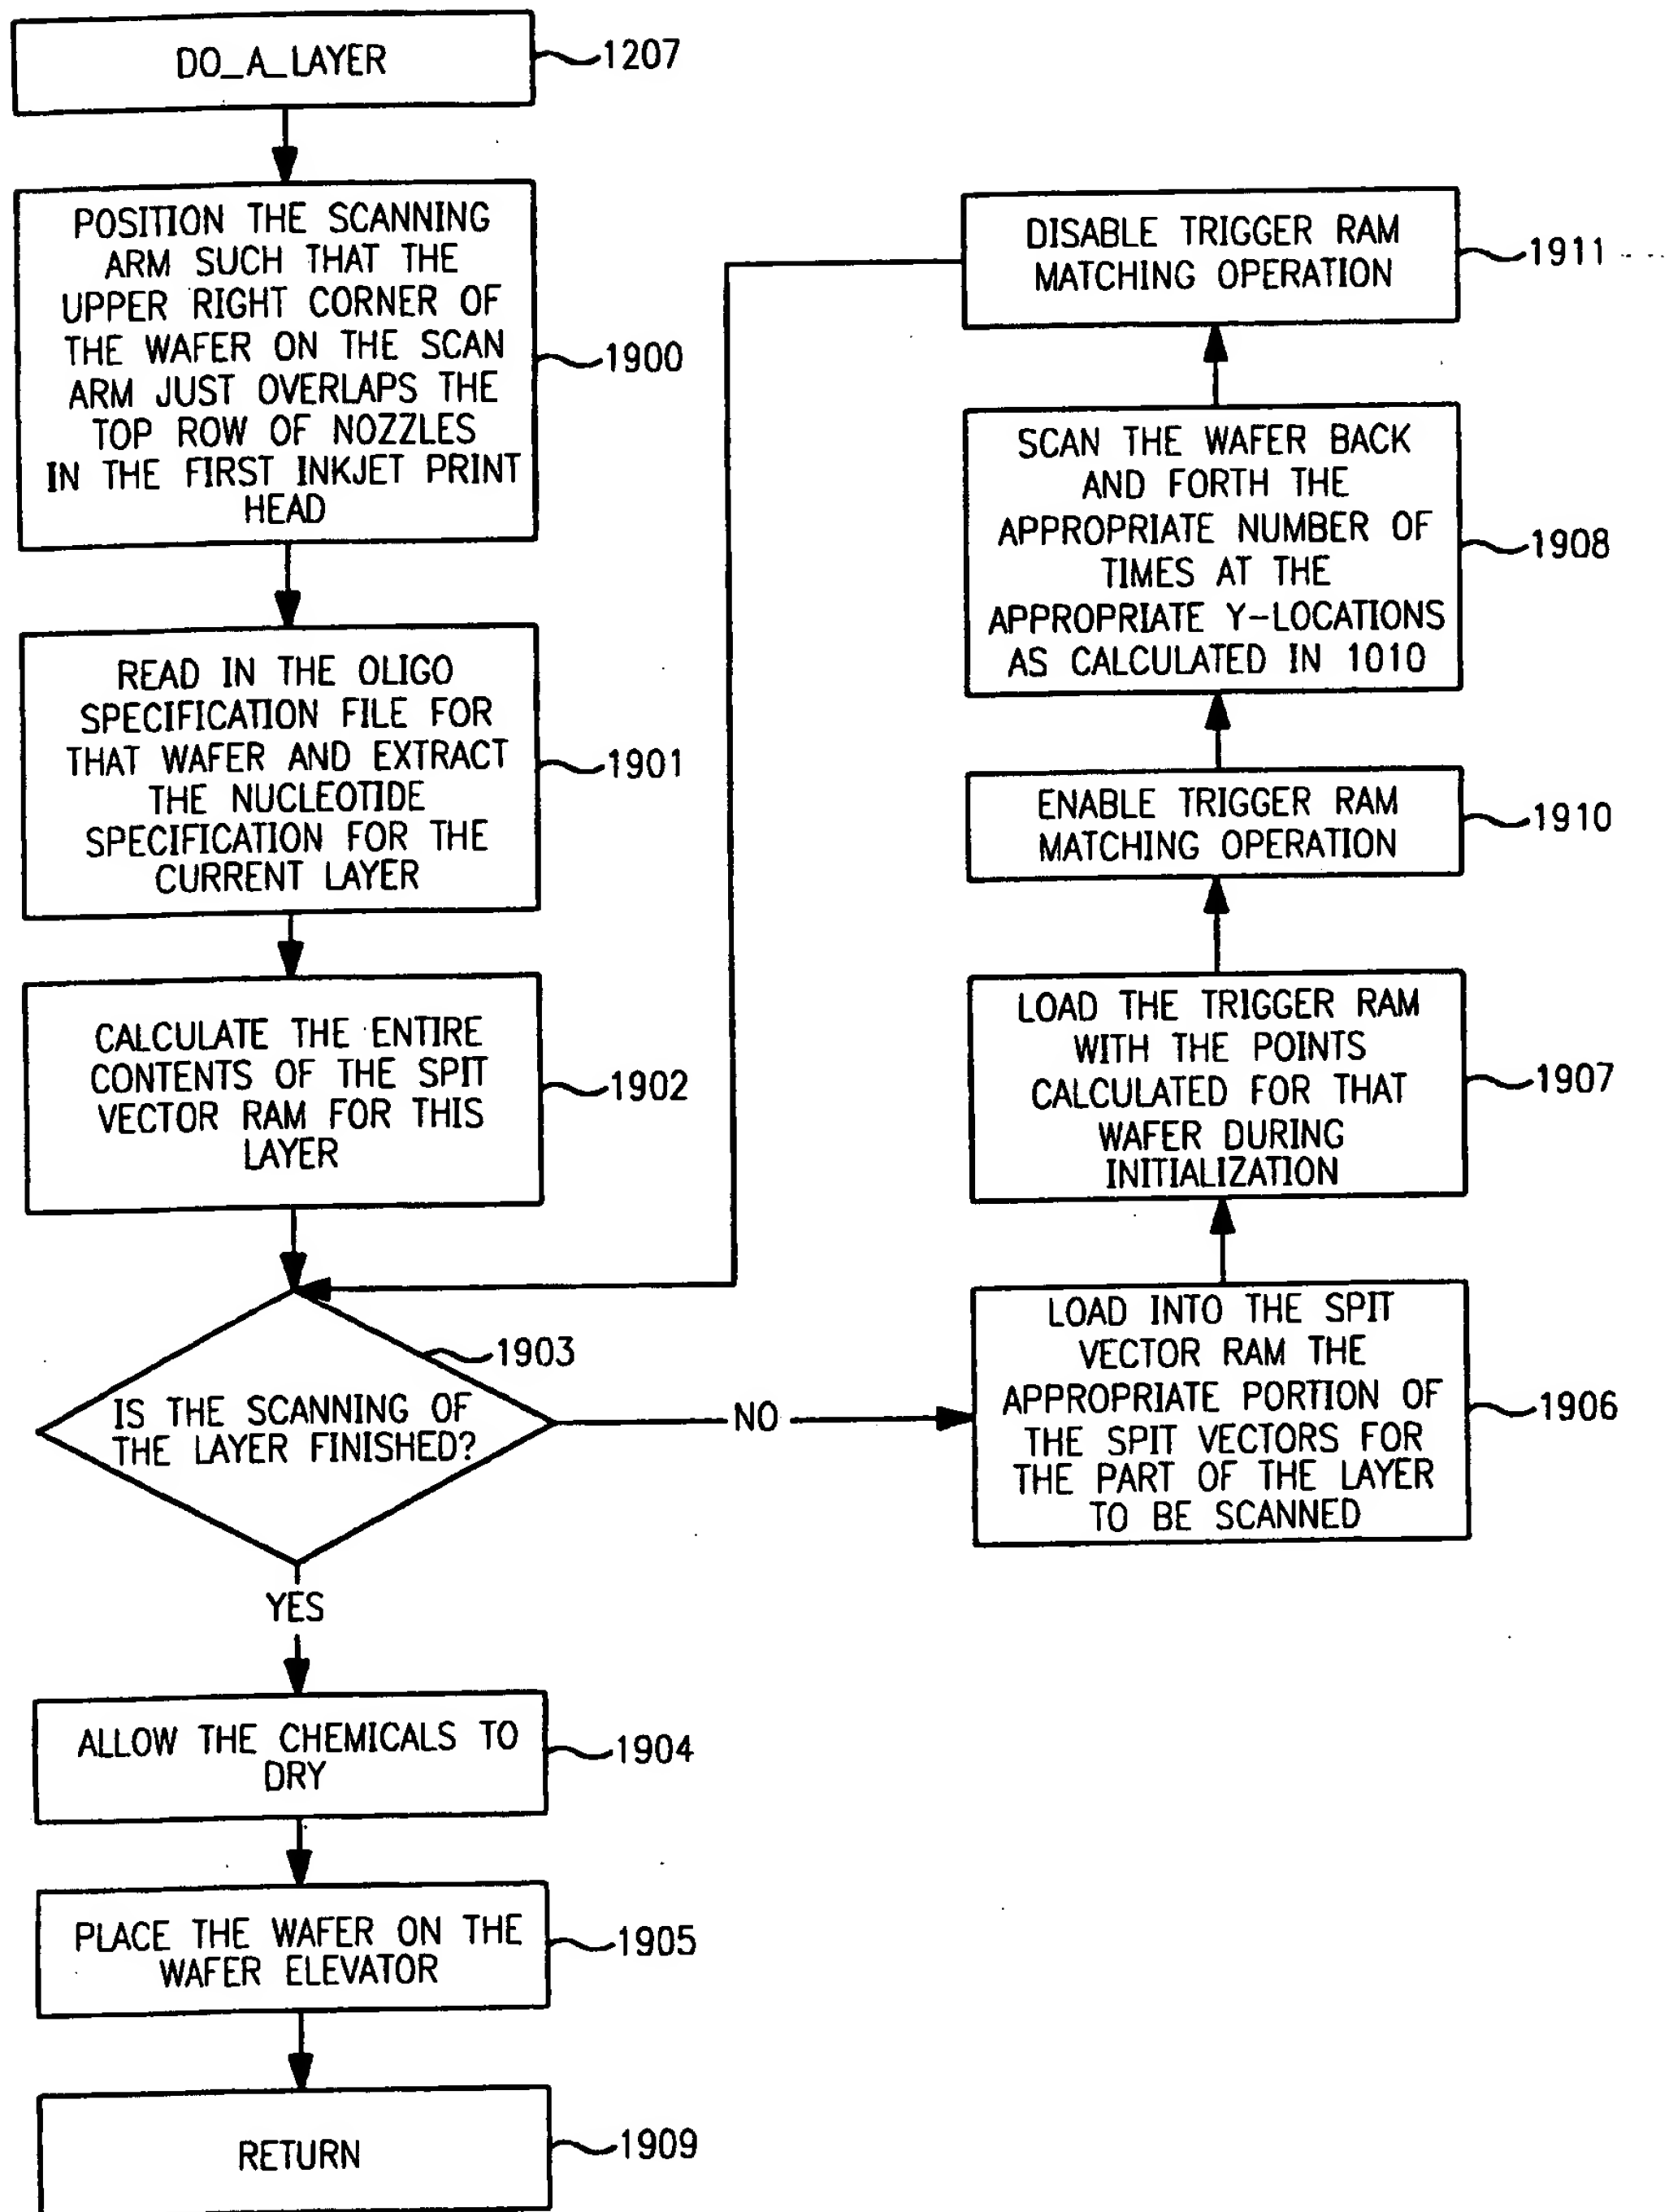 DO_A_LAYER
1207
POSITION THE SCANNING
ARM SUCH THAT THE
UPPER RIGHT CORNER OF
THE WAFER ON THE SCAN
ARM JUST OVERLAPS THE
TOP ROW OF NOZZLES
IN THE FIRST INKJET PRINT
HEAD
1900
READ IN THE OLIGO
SPECIFICATION FILE FOR
THAT WAFER AND EXTRACT
THE NUCLEOTIDE
SPECIFICATION FOR THE
CURRENT LAYER
1901
CALCULATE THE ENTIRE
CONTENTS OF THE SPIT
VECTOR RAM FOR THIS
LAYER
1902
1903
IS THE SCANNING OF
THE LAYER FINISHED?
NO
YES
ALLOW THE CHEMICALS TO
DRY
1904
PLACE THE WAFER ON THE
WAFER ELEVATOR
1905
RETURN
1909
DISABLE TRIGGER RAM
MATCHING OPERATION
1911
SCAN THE WAFER BACK
AND FORTH THE
APPROPRIATE NUMBER OF
TIMES AT THE
APPROPRIATE Y-LOCATIONS
AS CALCULATED IN 1010
1908
ENABLE TRIGGER RAM
MATCHING OPERATION
1910
LOAD THE TRIGGER RAM
WITH THE POINTS
CALCULATED FOR THAT
WAFER DURING
INITIALIZATION
1907
LOAD INTO THE SPIT
VECTOR RAM THE
APPROPRIATE PORTION OF
THE SPIT VECTORS FOR
THE PART OF THE LAYER
TO BE SCANNED
1906